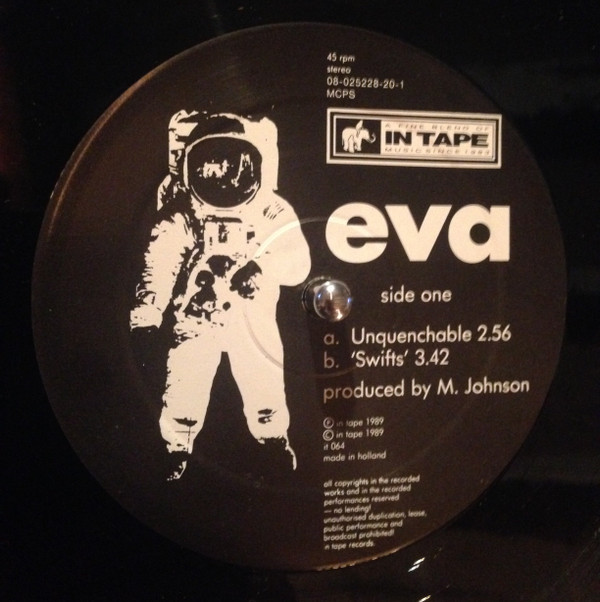 45 rpm
stereo
08-025228-20-1
MCPS
A FINE BLEND OF
IN TAPE
MUSIC SINCE 1983
eva
side one
a. Unquenchable 2.56
b. 'Swifts' 3.42
produced by M. Johnson
Ⓟ in tape 1989
© in tape 1989
it 064
made in holland
all copyrights in the recorded
works and in the recorded
performances reserved
— no lending!
unauthorised duplication, lease,
public performance and
broadcast prohibited!
in tape records.